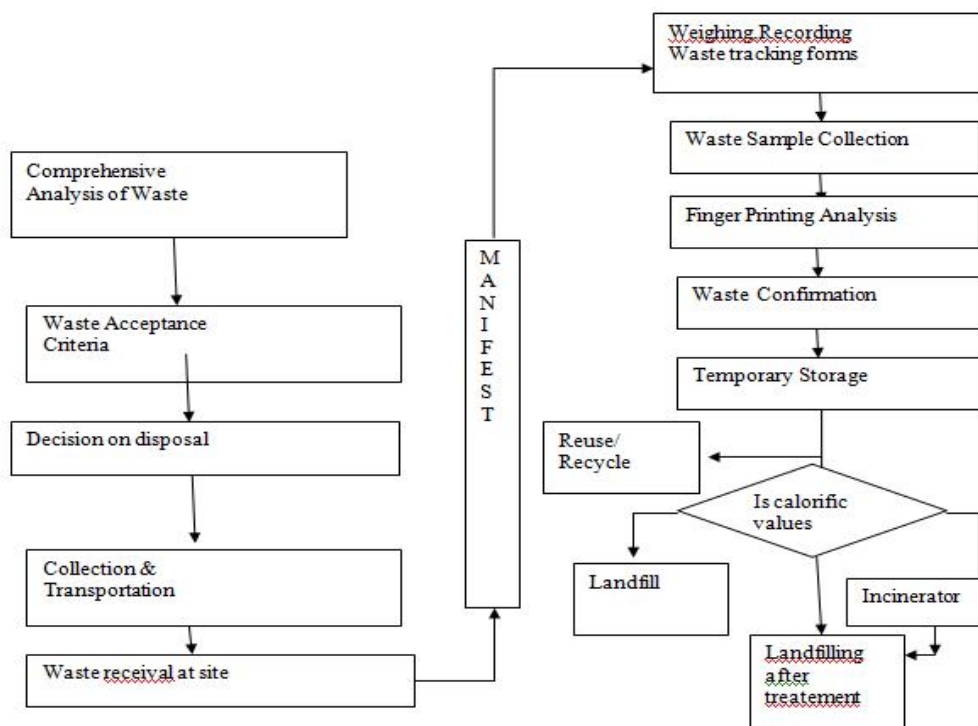 Comprehensive
Analysis of Waste
Waste Acceptance
Criteria
Decision on disposal
Collection &
Transportation
Waste receival at site
M
A
N
I
F
E
S
T
Weighing.Recording
Waste tracking forms
Waste Sample Collection
Finger Printing Analysis
Waste Confirmation
Temporary Storage
Reuse/
Recycle
Is calorific
values
Landfill
Incinerator
Landfilling
after
treatement